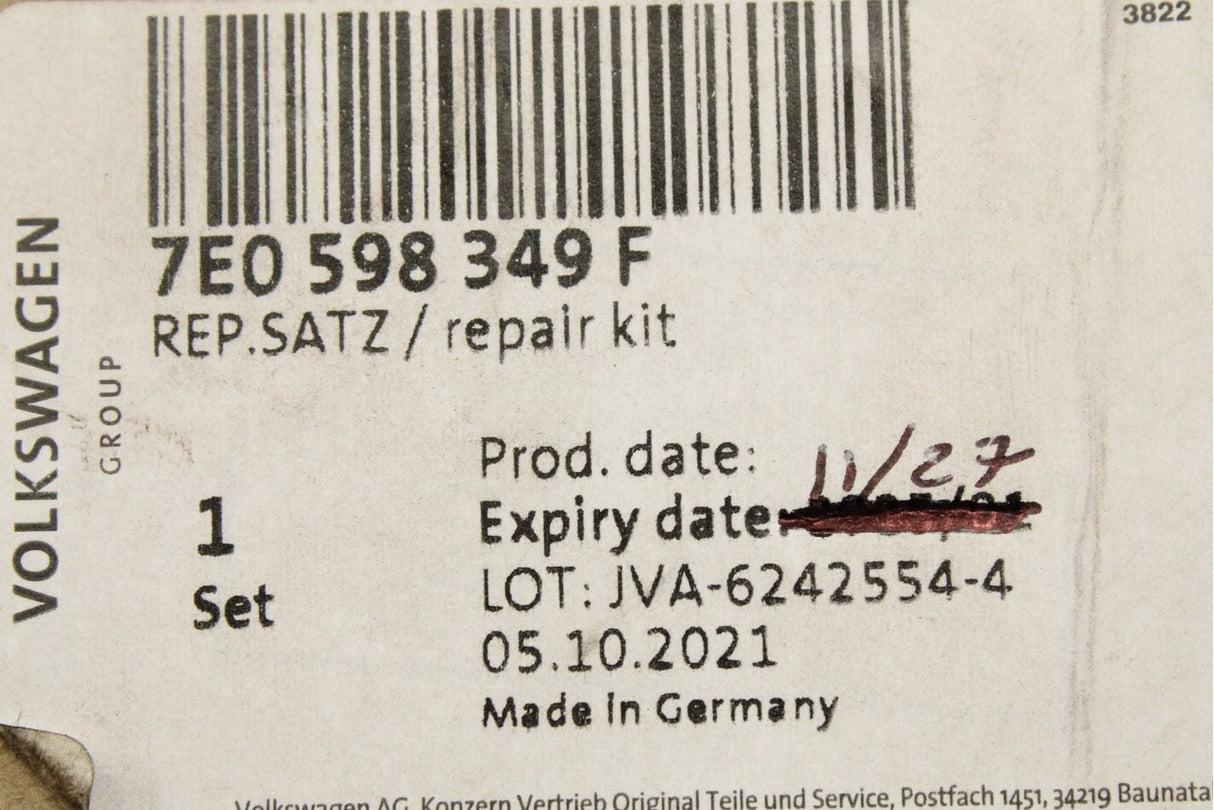 3822
7E0 598 349 F
REP.SATZ / repair kit
VOLKSWAGEN
GROUP
1
Set
Prod. date: 11/27
Expiry date:
LOT: JVA-6242554-4
05.10.2021
Made in Germany
Volkswagen AG, Konzern Vertrieb Original Teile und Service, Postfach 1451, 34219 Baunatal